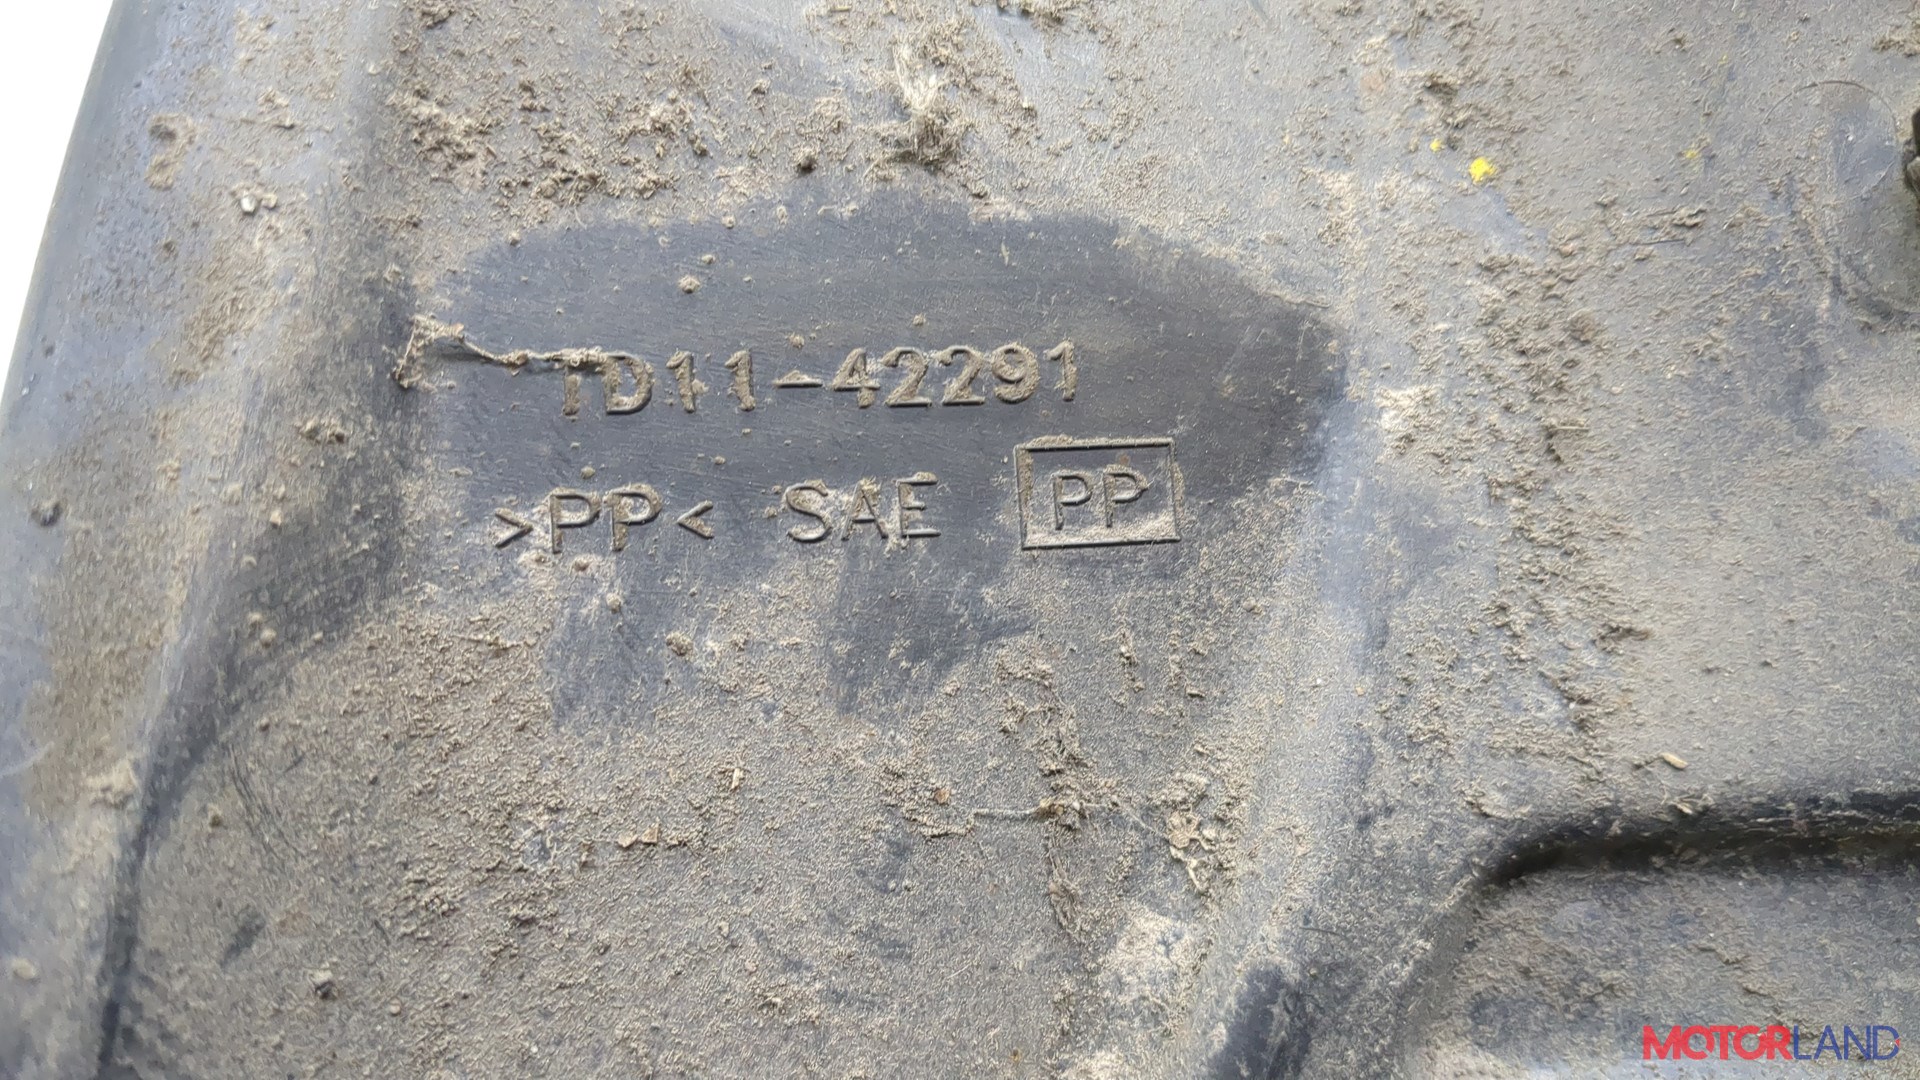 TD11-42291
>PP< SAE PP
MOTORLAND